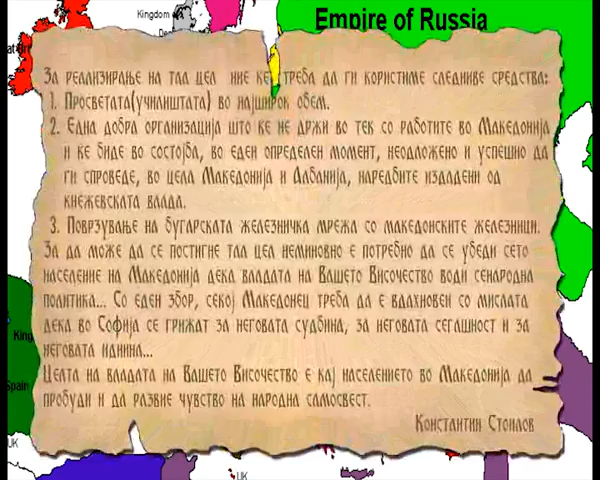 Kingdom
Empire of Russia
За реализирање на таа цел ние ке треба да ги користиме следниве средства:
1. Просветата(училиштата) во најширок обем.
2. Една добра организација што ке не држи во тек со работите во Македонија
и ке биде во состојба, во еден определен момент, неодложено и успешно да
ги спроведе, во цела Македонија и Албанија, наредбите издадени од
кнежевската влада.
3. Поврзување на бугарската железничка мрежа со македонските железници.
За да може да се постигне таа цел неминовно е потребно да се убеди сето
население на Македонија дека владата на Вашето Височество води сенародна
политика... Со еден збор, секој Македонец треба да е вдахновен со мислата
дека во Софија се грижат за неговата судбина, за неговата сегашност и за
неговата иднина...
Целта на владата на Вашето Височество е кај населението во Македонија да
пробуди и да развие чувство на народна самосвест.
Константин Стоилов
King
Spain
UK
UK